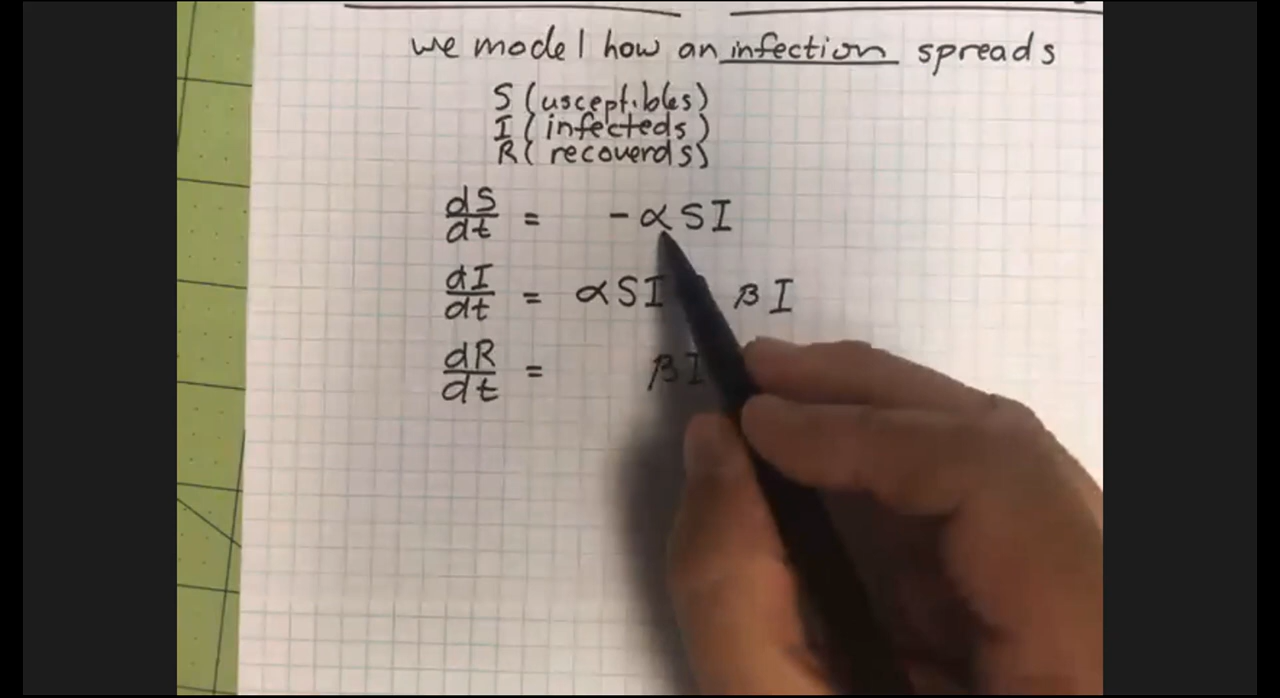 we model how an infection spreads
S (usceptibles)
I ( infecteds )
R( recoverds)
dS/dt = -αSI
dI/dt = αSI βI
dR/dt = βI